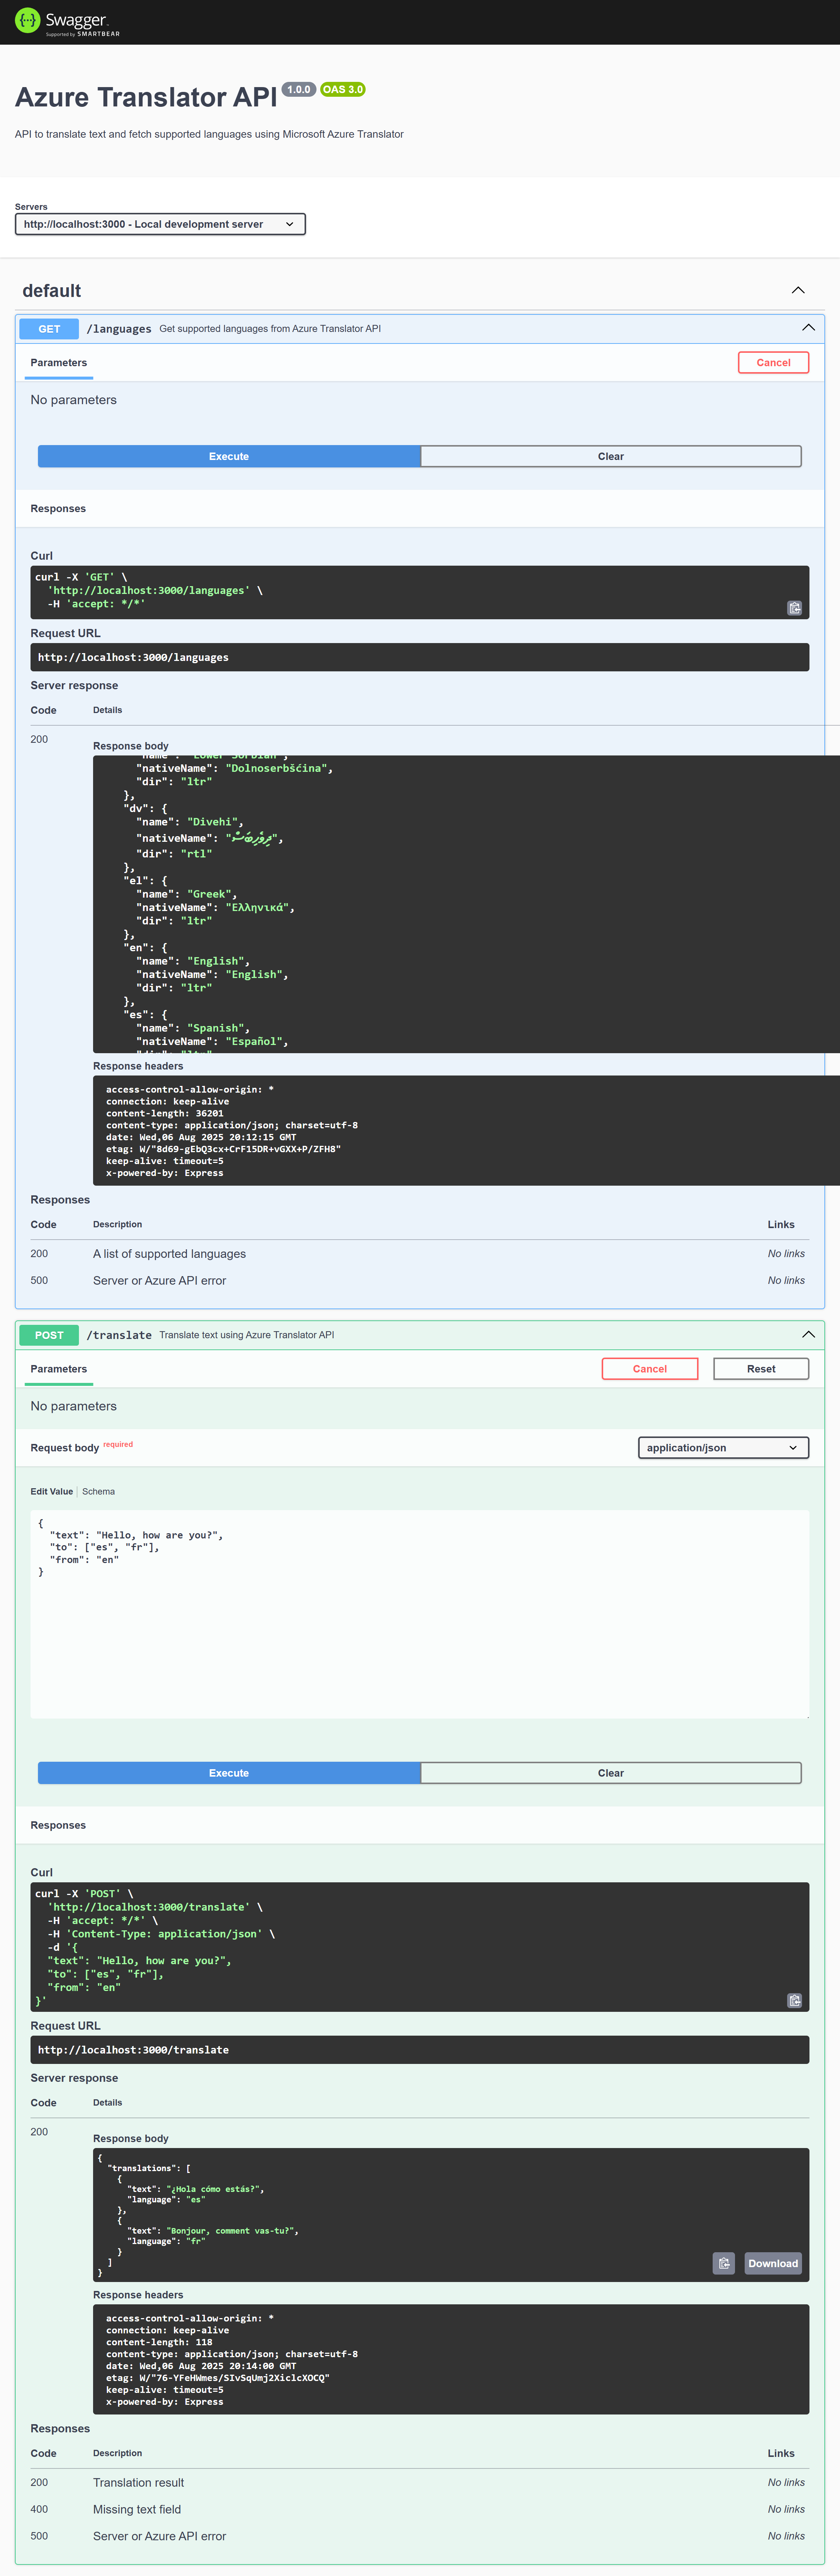 Swagger
Supported by SMARTBEAR
Azure Translator API 1.0.0 OAS 3.0
API to translate text and fetch supported languages using Microsoft Azure Translator
Servers
http://localhost:3000 - Local development server
default
GET /languages Get supported languages from Azure Translator API
Parameters Cancel
No parameters
Execute Clear
Responses
Curl
curl -X 'GET' \
'http://localhost:3000/languages' \
-H 'accept: */*'
Request URL
http://localhost:3000/languages
Server response
Code Details
200
Response body
"name": "Lower Sorbian",
"nativeName": "Dolnoserbšćina",
"dir": "ltr"
},
"dv": {
"name": "Divehi",
"nativeName": "ދިވެހިބަސް",
"dir": "rtl"
},
"el": {
"name": "Greek",
"nativeName": "Ελληνικά",
"dir": "ltr"
},
"en": {
"name": "English",
"nativeName": "English",
"dir": "ltr"
},
"es": {
"name": "Spanish",
"nativeName": "Español",
"dir": "ltr"
Response headers
access-control-allow-origin: *
connection: keep-alive
content-length: 36201
content-type: application/json; charset=utf-8
date: Wed,06 Aug 2025 20:12:15 GMT
etag: W/"8d69-gEbQ3cx+CrF15DR+vGXX+P/ZFH8"
keep-alive: timeout=5
x-powered-by: Express
Responses
Code Description Links
200 A list of supported languages No links
500 Server or Azure API error No links
POST /translate Translate text using Azure Translator API
Parameters Cancel Reset
No parameters
Request body required application/json
Edit Value Schema
{
"text": "Hello, how are you?",
"to": ["es", "fr"],
"from": "en"
}
Execute Clear
Responses
Curl
curl -X 'POST' \
'http://localhost:3000/translate' \
-H 'accept: */*' \
-H 'Content-Type: application/json' \
-d '{
"text": "Hello, how are you?",
"to": ["es", "fr"],
"from": "en"
}'
Request URL
http://localhost:3000/translate
Server response
Code Details
200
Response body
{
"translations": [
{
"text": "¿Hola cómo estás?",
"language": "es"
},
{
"text": "Bonjour, comment vas-tu?",
"language": "fr"
}
]
}
Download
Response headers
access-control-allow-origin: *
connection: keep-alive
content-length: 118
content-type: application/json; charset=utf-8
date: Wed,06 Aug 2025 20:14:00 GMT
etag: W/"76-YFeHWmes/SIvSqUmj2XiclcXOCQ"
keep-alive: timeout=5
x-powered-by: Express
Responses
Code Description Links
200 Translation result No links
400 Missing text field No links
500 Server or Azure API error No links